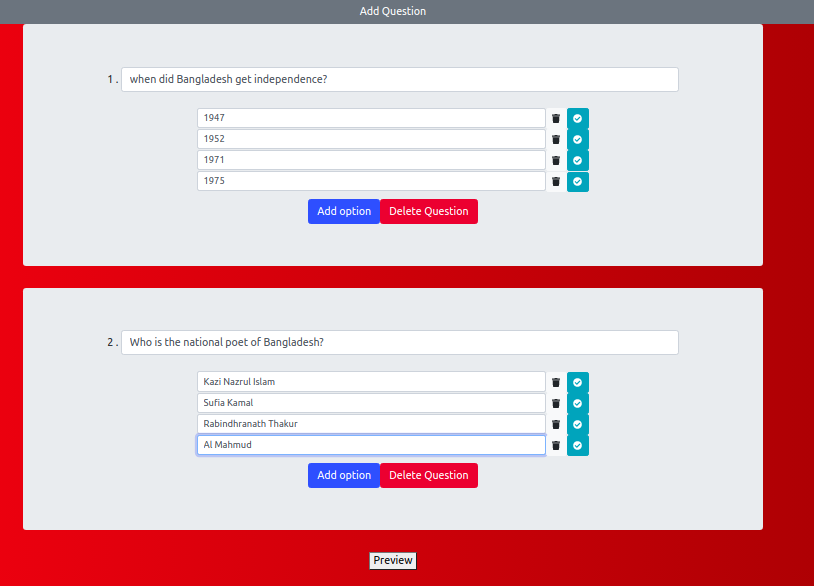 Add Question
1 . when did Bangladesh get independence?
1947
1952
1971
1975
Add option Delete Question
2 . Who is the national poet of Bangladesh?
Kazi Nazrul Islam
Sufia Kamal
Rabindhranath Thakur
Al Mahmud
Add option Delete Question
Preview